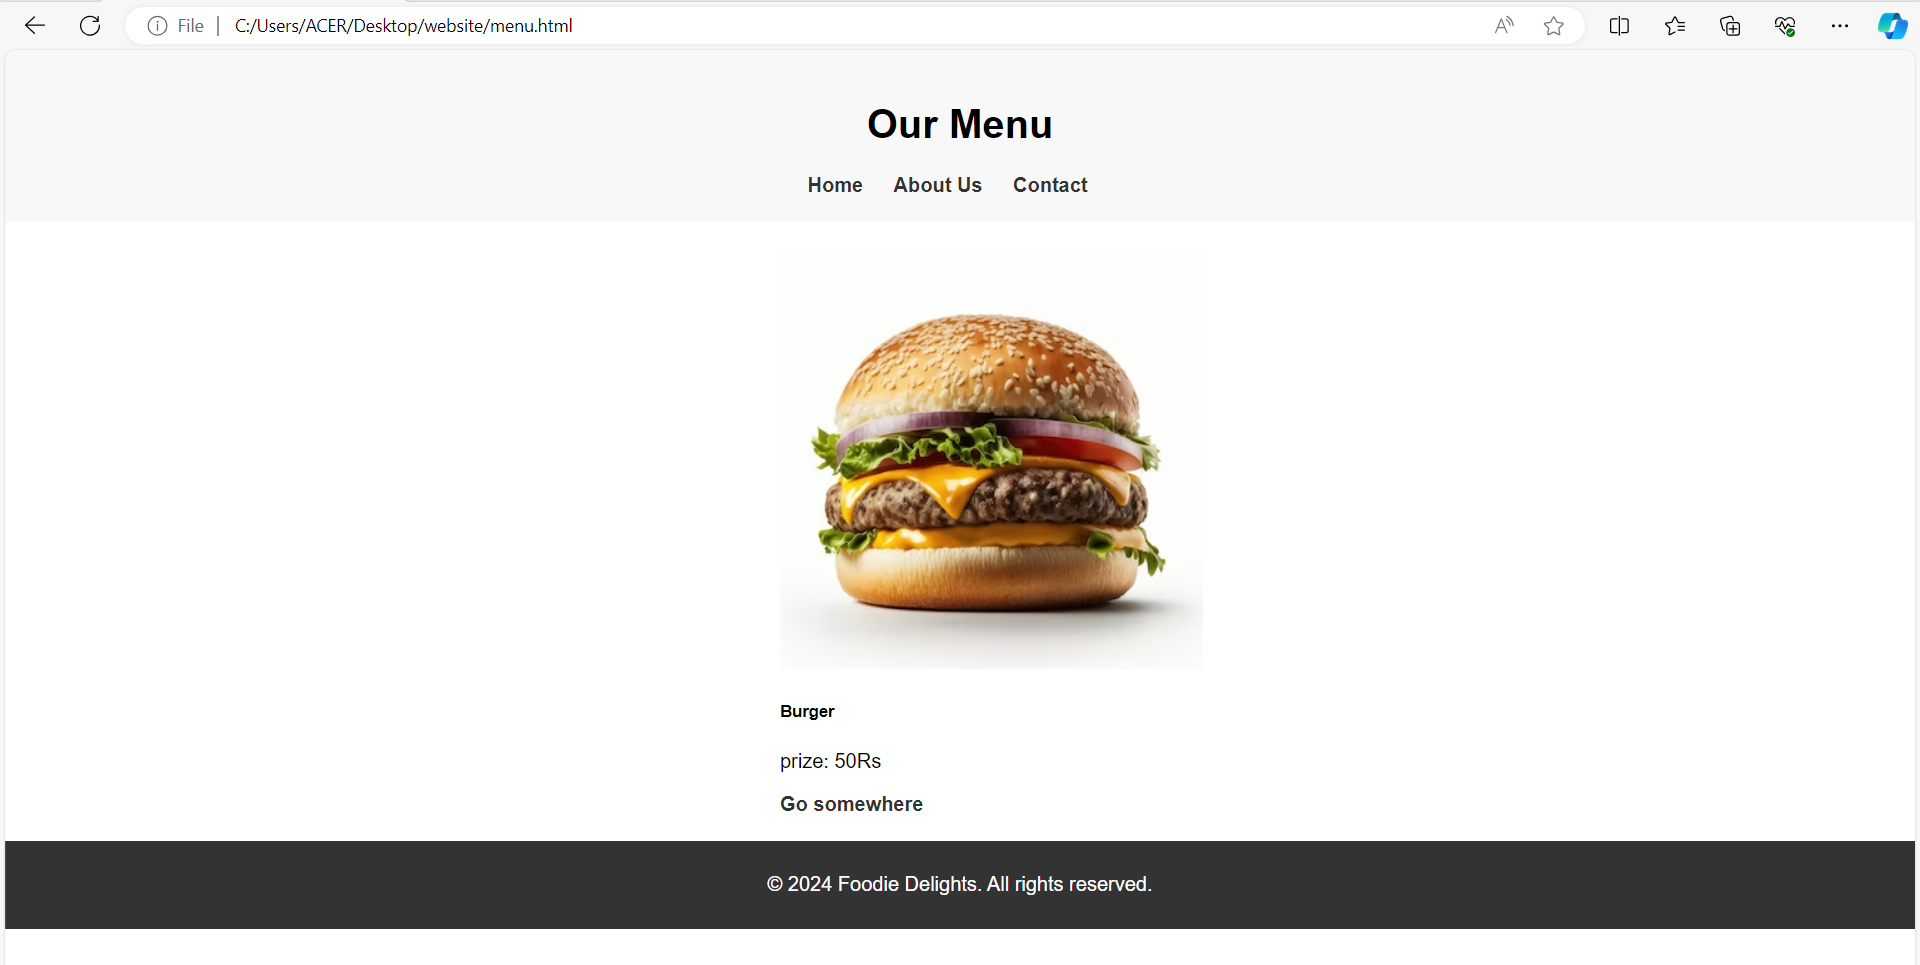 File | C:/Users/ACER/Desktop/website/menu.html
Our Menu
Home About Us Contact
Burger
prize: 50Rs
Go somewhere
© 2024 Foodie Delights. All rights reserved.